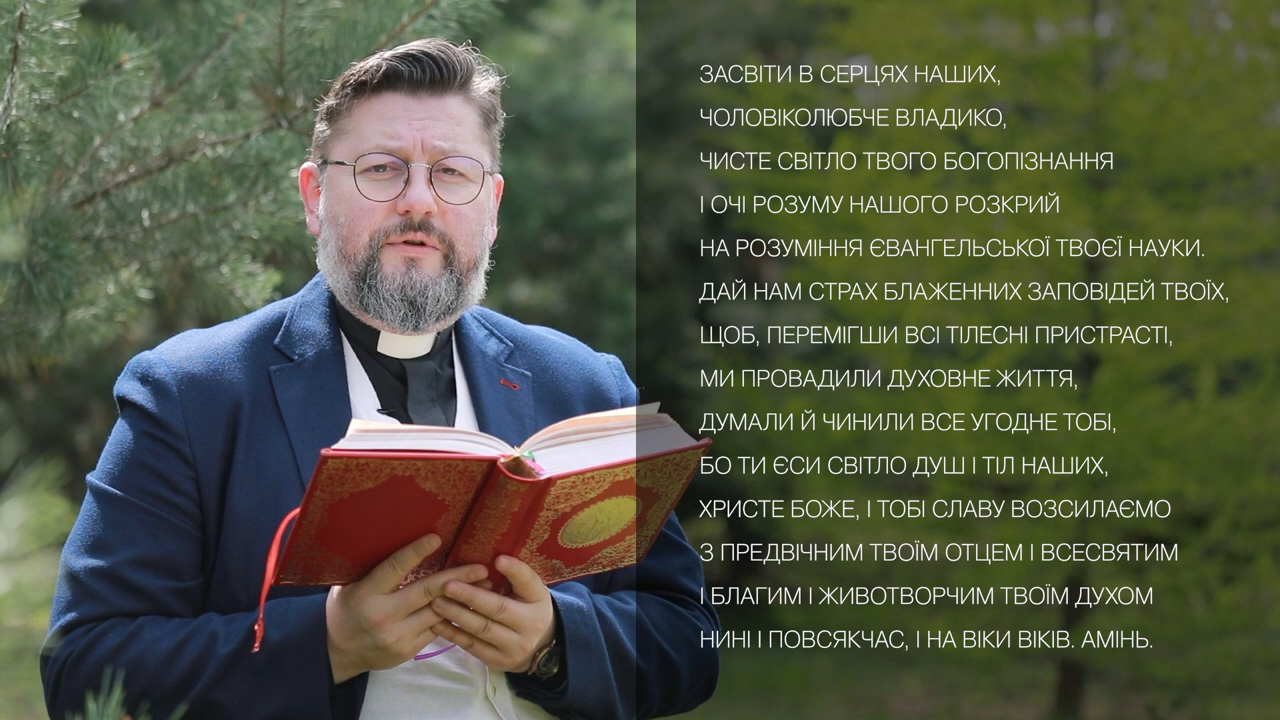 ЗАСВІТИ В СЕРЦЯХ НАШИХ,
ЧОЛОВІКОЛЮБЧЕ ВЛАДИКО,
ЧИСТЕ СВІТЛО ТВОГО БОГОПІЗНАННЯ
І ОЧІ РОЗУМУ НАШОГО РОЗКРИЙ
НА РОЗУМІННЯ ЄВАНГЕЛЬСЬКОЇ ТВОЄЇ НАУКИ.
ДАЙ НАМ СТРАХ БЛАЖЕННИХ ЗАПОВІДЕЙ ТВОЇХ,
ЩОБ, ПЕРЕМІГШИ ВСІ ТІЛЕСНІ ПРИСТРАСТІ,
МИ ПРОВАДИЛИ ДУХОВНЕ ЖИТТЯ,
ДУМАЛИ Й ЧИНИЛИ ВСЕ УГОДНЕ ТОБІ,
БО ТИ ЄСИ СВІТЛО ДУШ І ТІЛ НАШИХ,
ХРИСТЕ БОЖЕ, І ТОБІ СЛАВУ ВОЗСИЛАЄМО
З ПРЕДВІЧНИМ ТВОЇМ ОТЦЕМ І ВСЕСВЯТИМ
І БЛАГИМ І ЖИВОТВОРЧИМ ТВОЇМ ДУХОМ
НИНІ І ПОВСЯКЧАС, І НА ВІКИ ВІКІВ. АМІНЬ.